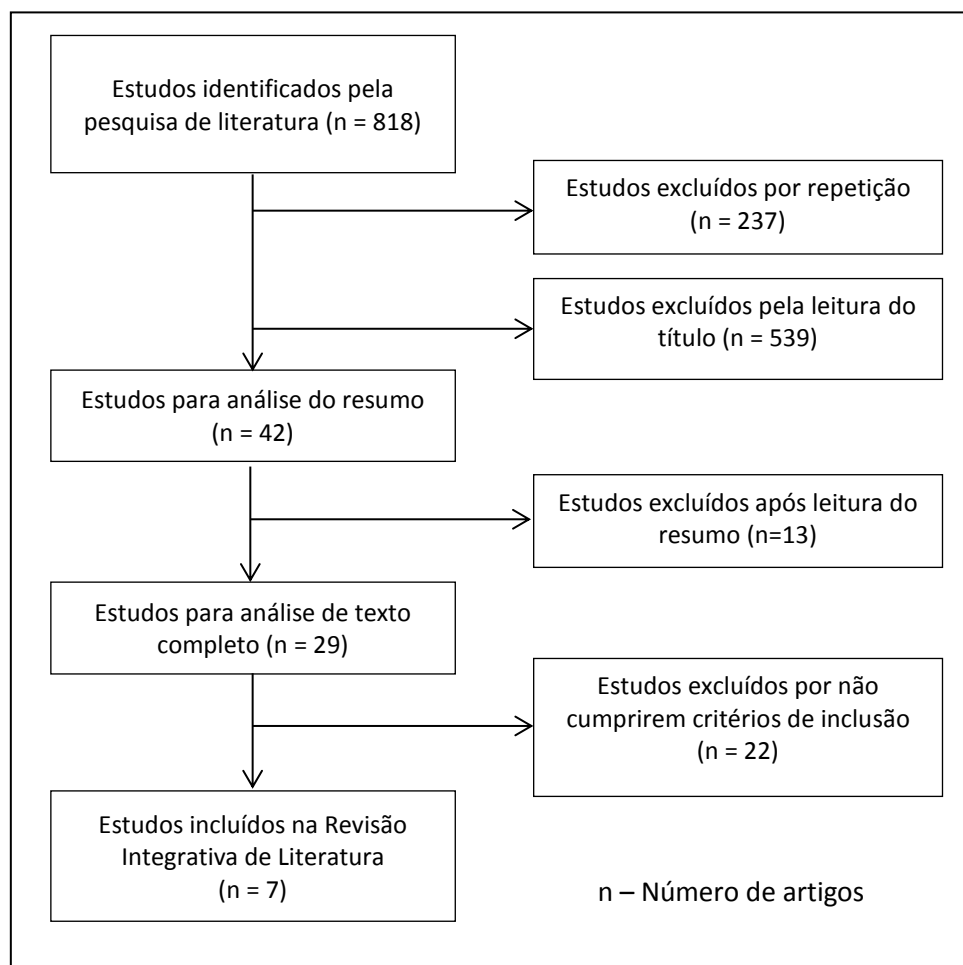 Estudos identificados pela
pesquisa de literatura (n = 818)
Estudos excluídos por repetição
(n = 237)
Estudos excluídos pela leitura do
título (n = 539)
Estudos para análise do resumo
(n = 42)
Estudos excluídos após leitura do
resumo (n=13)
Estudos para análise de texto
completo (n = 29)
Estudos excluídos por não
cumprirem critérios de inclusão
(n = 22)
Estudos incluídos na Revisão
Integrativa de Literatura
(n = 7)
n – Número de artigos